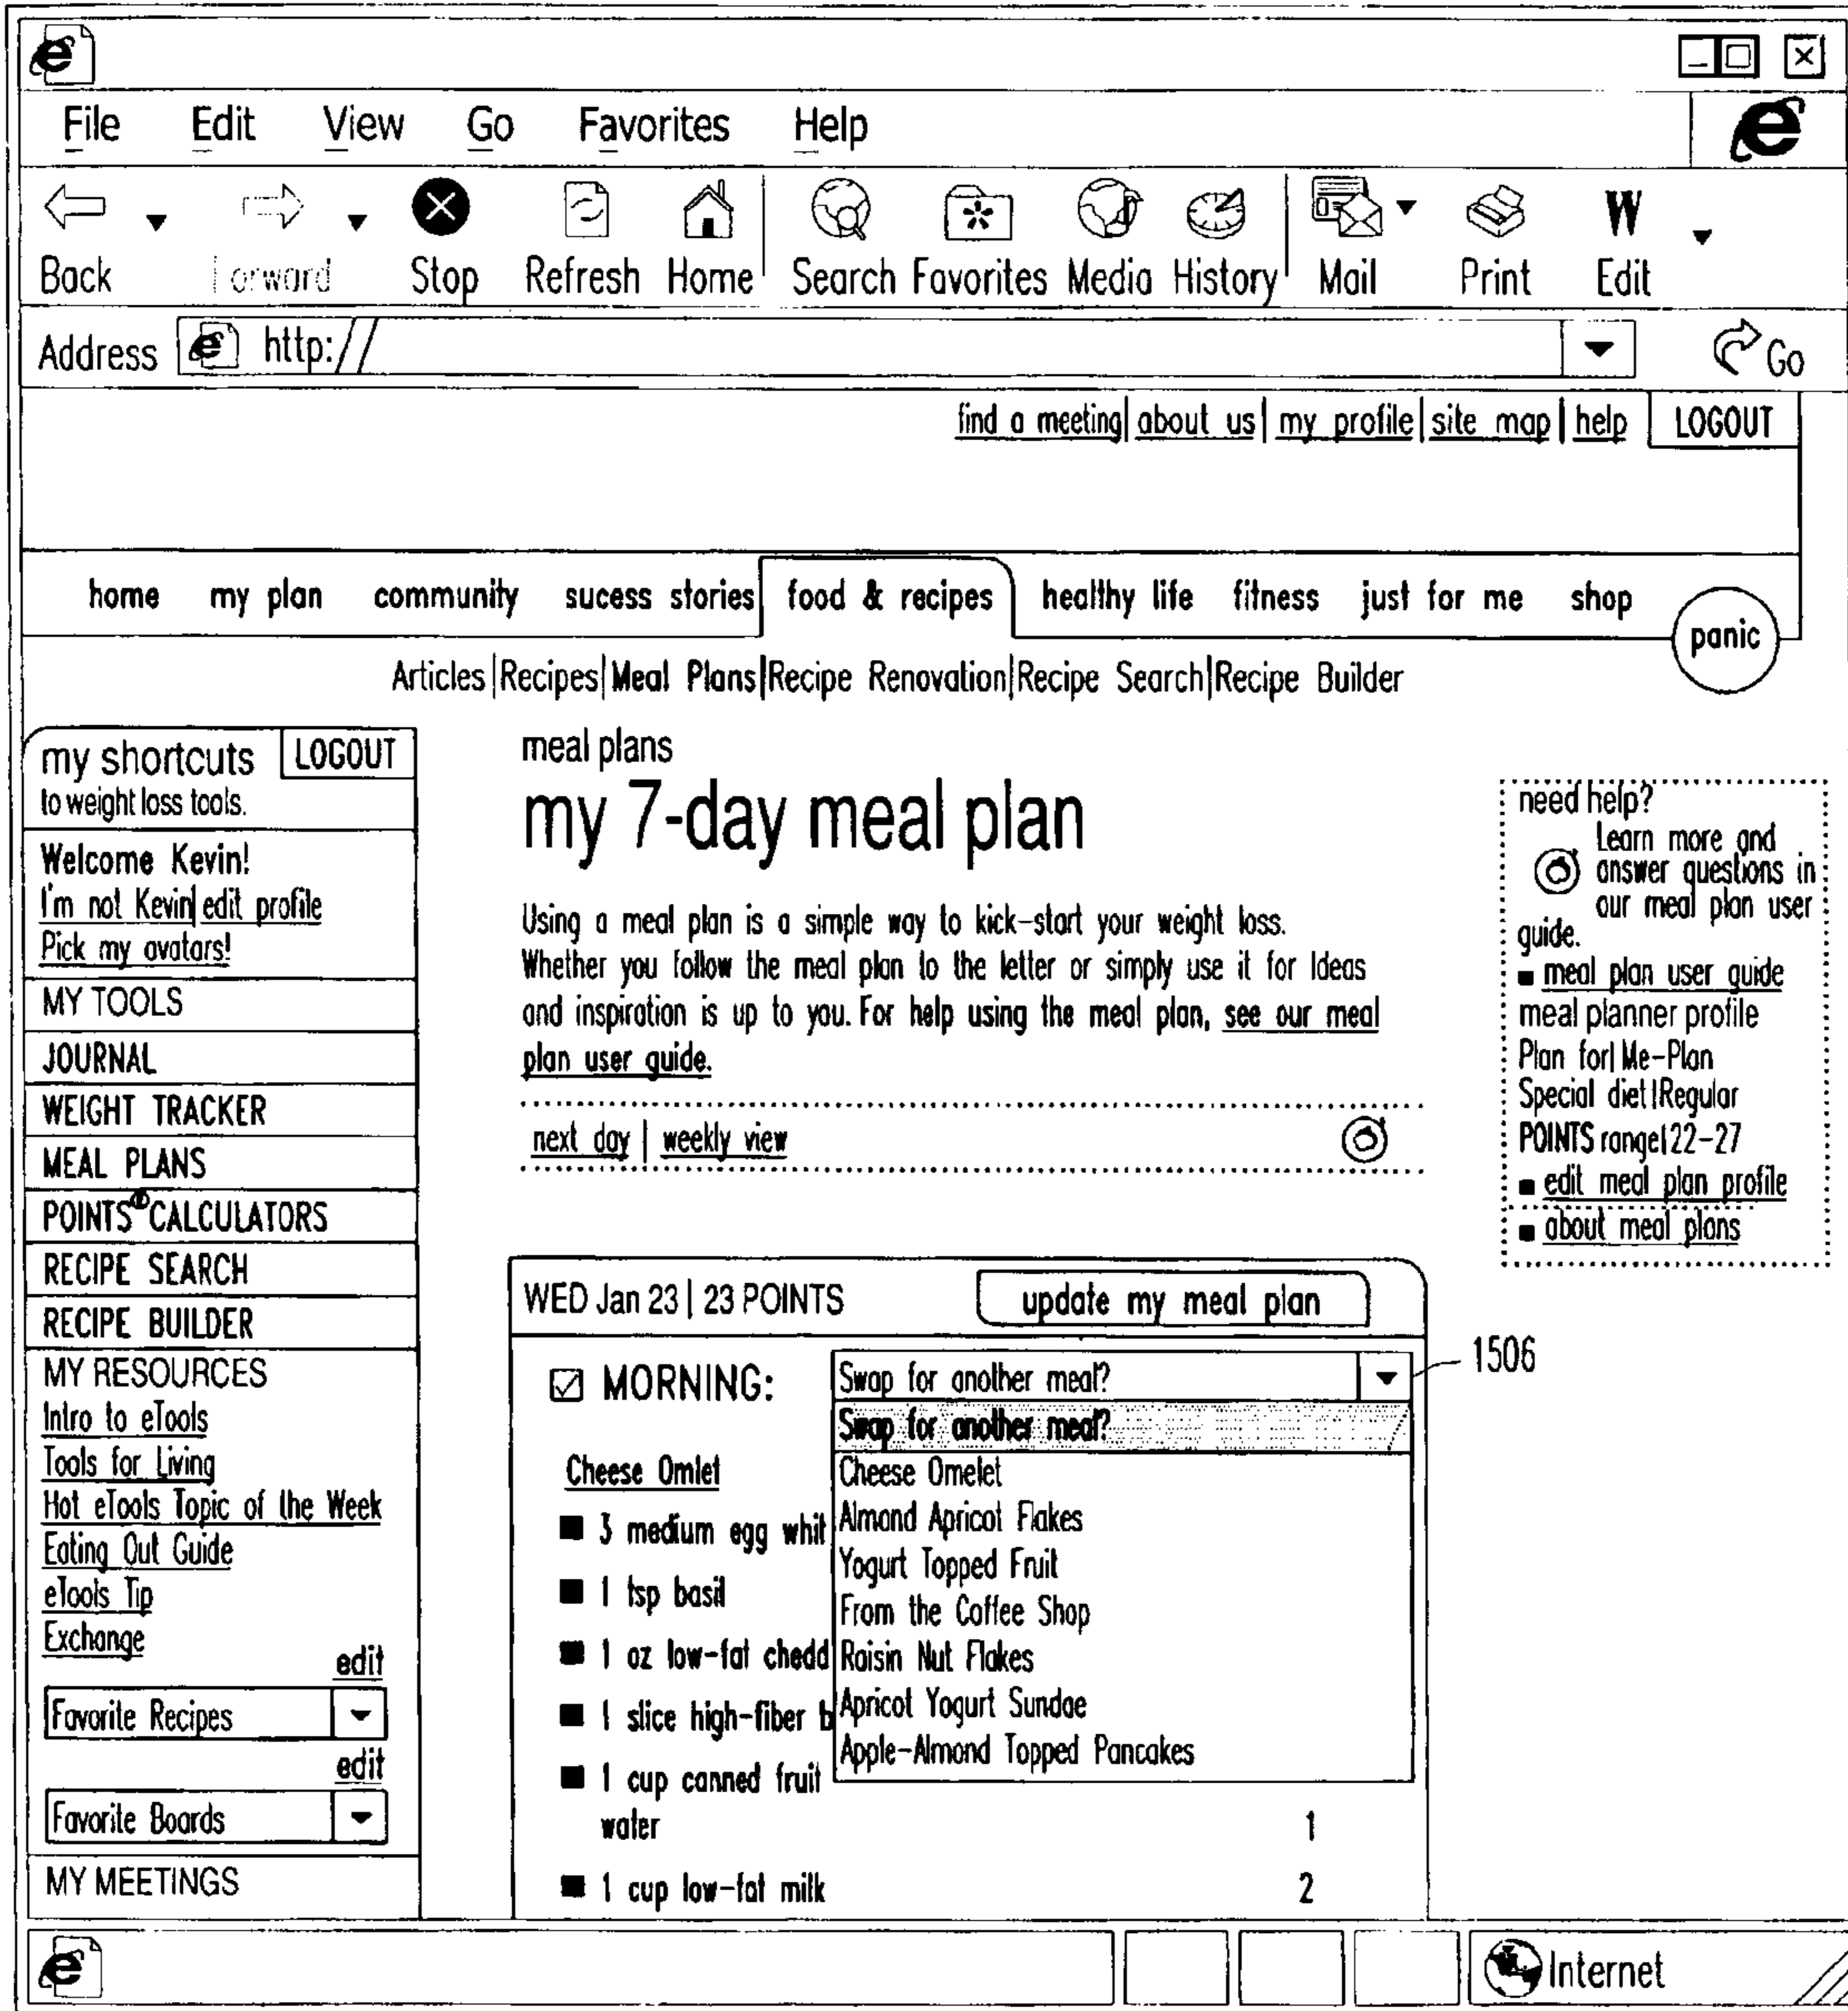 File Edit View Go Favorites Help
Back Forward Stop Refresh Home Search Favorites Media History Mail Print Edit
Address http:// Go
find a meeting| about us| my profile| site map| help LOGOUT
home my plan community sucess stories food & recipes healthy life fitness just for me shop
panic
Articles|Recipes|Meal Plans|Recipe Renovation|Recipe Search|Recipe Builder
my shortcuts LOGOUT
to weight loss tools.
Welcome Kevin!
I'm not Kevin| edit profile
Pick my avatars!
MY TOOLS
JOURNAL
WEIGHT TRACKER
MEAL PLANS
POINTS CALCULATORS
RECIPE SEARCH
RECIPE BUILDER
MY RESOURCES
Intro to eTools
Tools for Living
Hot eTools Topic of the Week
Eating Out Guide
eTools Tip
Exchange
edit
Favorite Recipes
edit
Favorite Boards
MY MEETINGS
meal plans
my 7-day meal plan
Using a meal plan is a simple way to kick-start your weight loss.
Whether you follow the meal plan to the letter or simply use it for Ideas
and inspiration is up to you. For help using the meal plan, see our meal
plan user guide.
next day | weekly view
WED Jan 23 | 23 POINTS update my meal plan
MORNING: Swap for another meal?
1506
Swap for another meal?
Cheese Omelet
Almond Apricot Flakes
Yogurt Topped Fruit
From the Coffee Shop
Raisin Nut Flakes
Apricot Yogurt Sundae
Apple-Almond Topped Pancakes
Cheese Omlet
3 medium egg whit
1 tsp basil
1 oz low-fat chedd
1 slice high-fiber b
1 cup canned fruit
water 1
1 cup low-fat milk 2
need help?
Learn more and
answer questions in
our meal plan user
guide.
meal plan user guide
meal planner profile
Plan for| Me-Plan
Special diet|Regular
POINTS range|22-27
edit meal plan profile
about meal plans
Internet